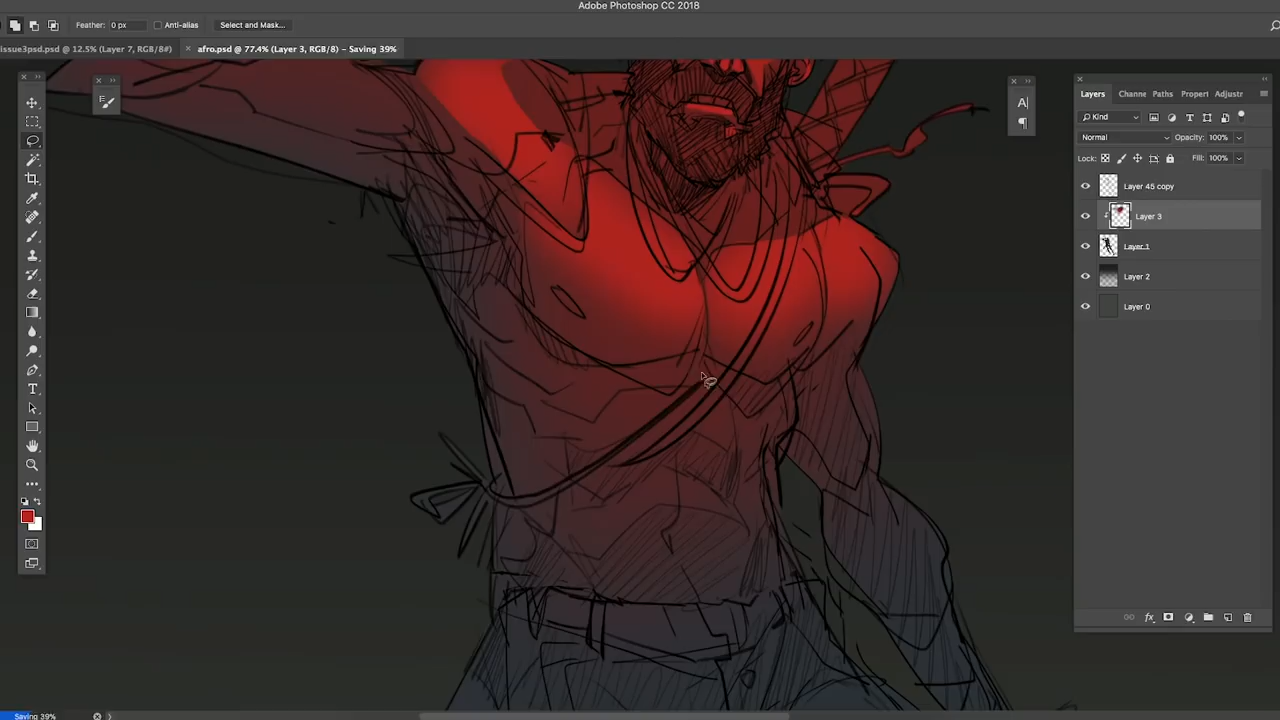 Adobe Photoshop CC 2018
Feather: 0 px Anti-alias Select and Mask...
issue3psd.psd @ 12.5% (Layer 7, RGB/8#) × afro.psd @ 77.4% (Layer 3, RGB/8) – Saving 39%
A|
¶
Layers Channe Paths Propert Adjustr
Kind
Normal Opacity: 100%
Lock: Fill: 100%
Layer 45 copy
Layer 3
Layer 1
Layer 2
Layer 0
T
fx
Saving 39%